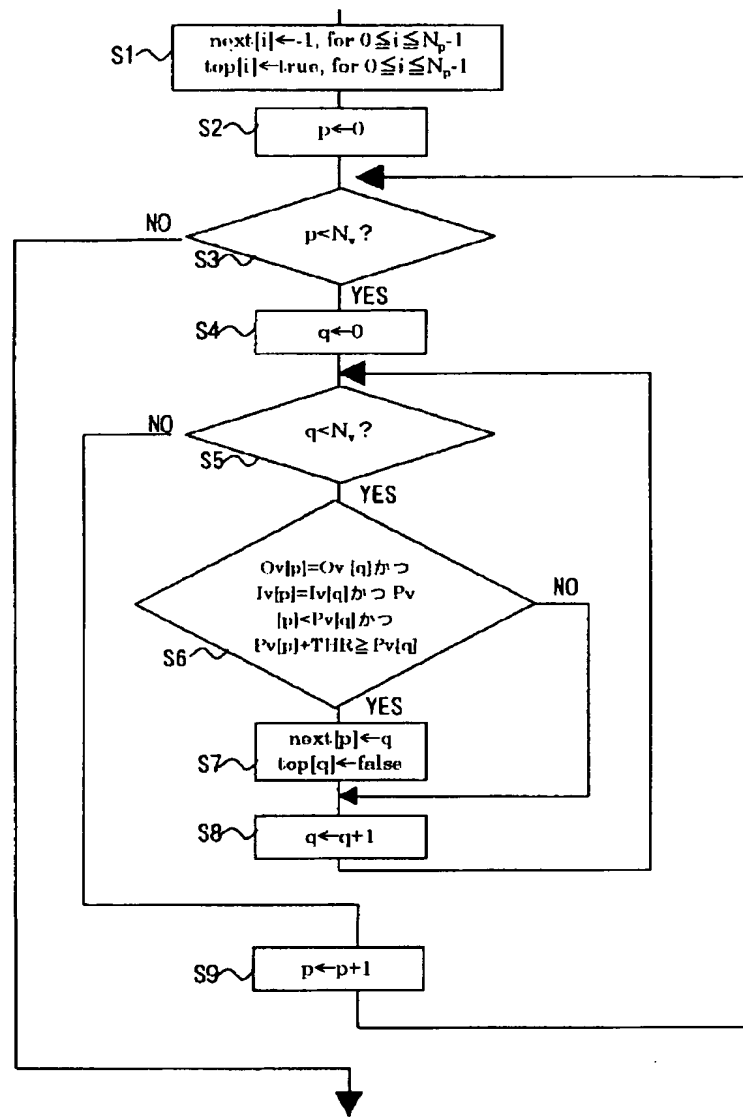 S1
next[i]←-1, for 0≦i≦Np-1
top[i]←true, for 0≦i≦Np-1
S2
p←0
NO
p<Nv?
S3
YES
S4
q←0
NO
q<Nv?
S5
YES
Ov[p]=Ov[q]かつ
Iv[p]=Iv[q]かつ Pv
[p]<Pv[q]かつ
Pv[p]+THR≧Pv[q]
NO
S6
YES
next[p]←q
S7
top[q]←false
S8
q←q+1
S9
p←p+1